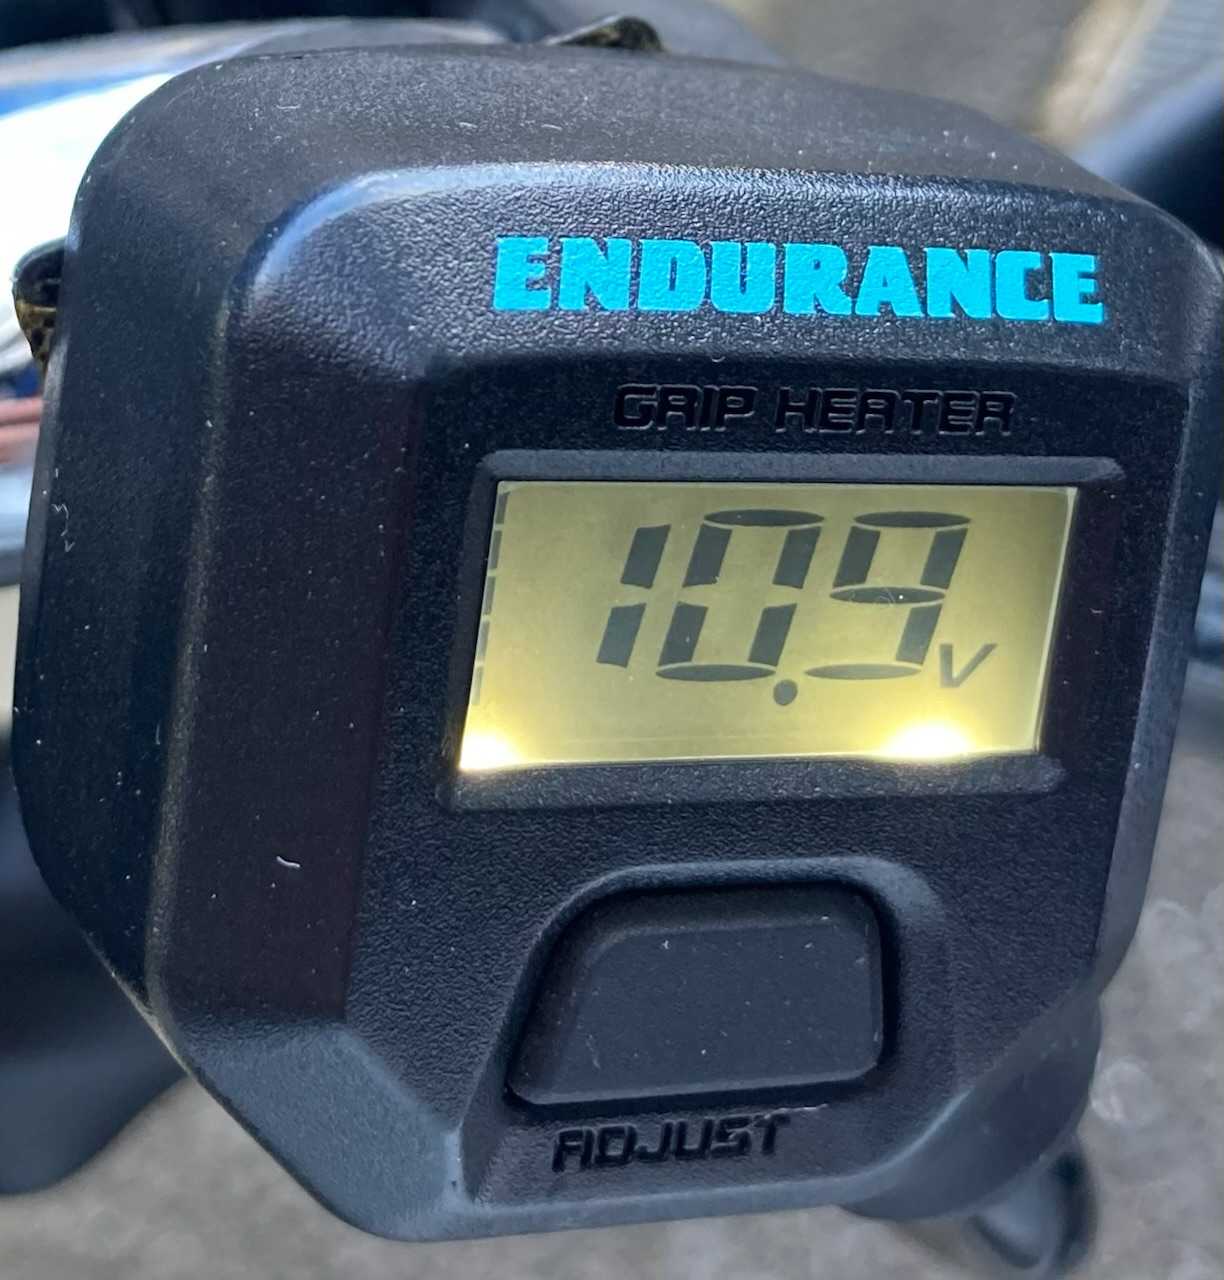 ENDURANCE
GRIP HEATER
10.9V
ADJUST